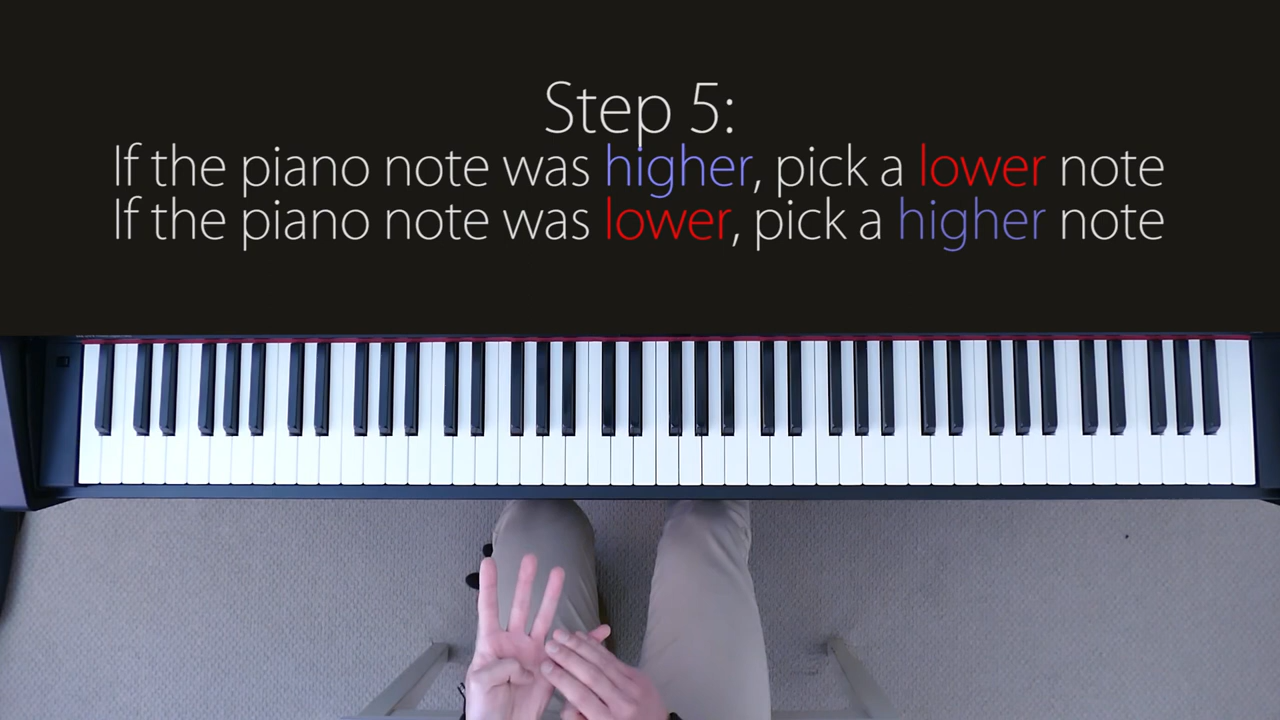 Step 5:
If the piano note was higher, pick a lower note
If the piano note was lower, pick a higher note